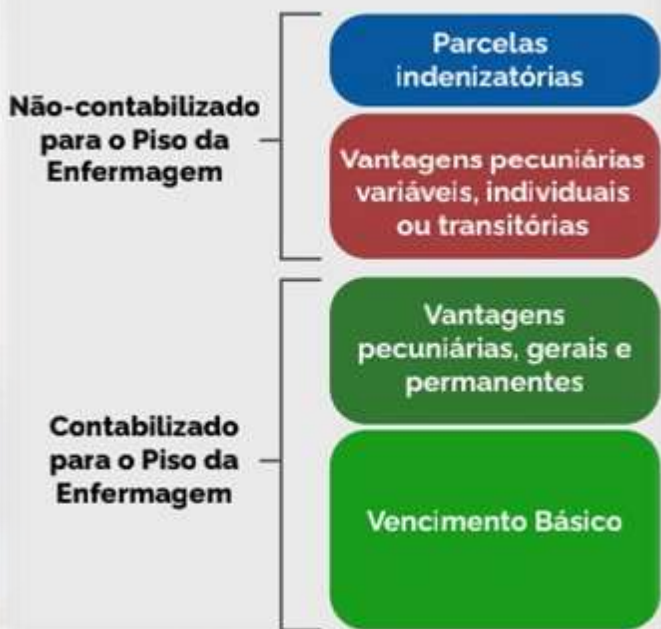 Não-contabilizado
para o Piso da
Enfermagem
Parcelas
indenizatórias
Vantagens pecuniárias
variáveis, individuais
ou transitórias
Contabilizado
para o Piso da
Enfermagem
Vantagens
pecuniárias, gerais e
permanentes
Vencimento Básico